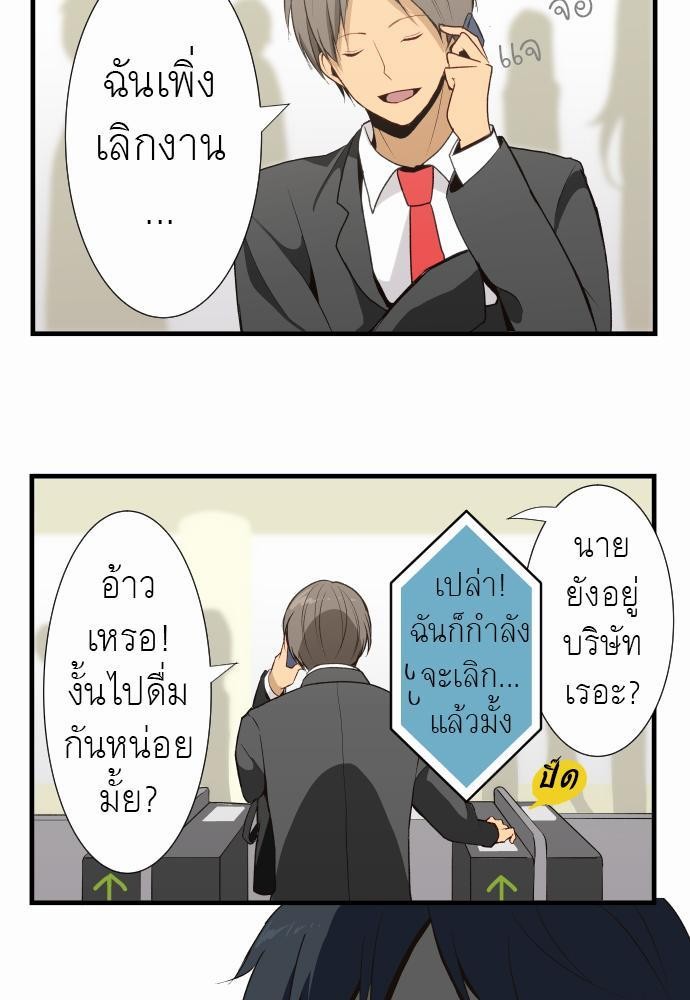 จอ
แจ
ฉันเพิ่ง
เลิกงาน
...
นาย
ยังอยู่
บริษัท
เรอะ?
เปล่า!
ฉันก็กำลัง
จะเลิก...
แล้วมั้ง
อ้าว
เหรอ!
งั้นไปดื่ม
กันหน่อย
มั้ย?
ปี๊ด